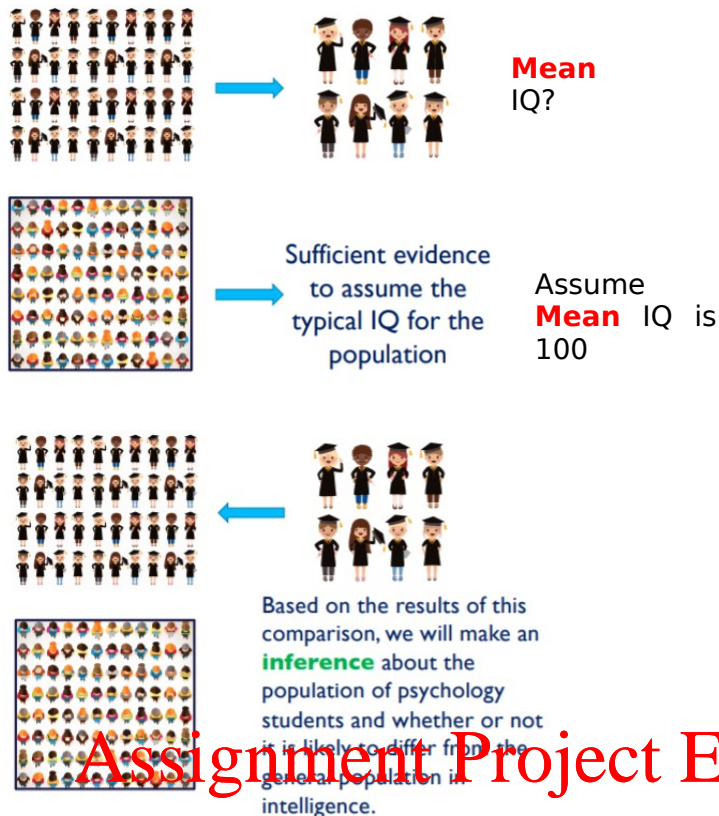 Mean
IQ?
Sufficient evidence
to assume the
typical IQ for the
population
Assume
Mean IQ is
100
Based on the results of this
comparison, we will make an
inference about the
population of psychology
students and whether or not
it is likely to differ from the
general population in
intelligence.
Assignment Project E